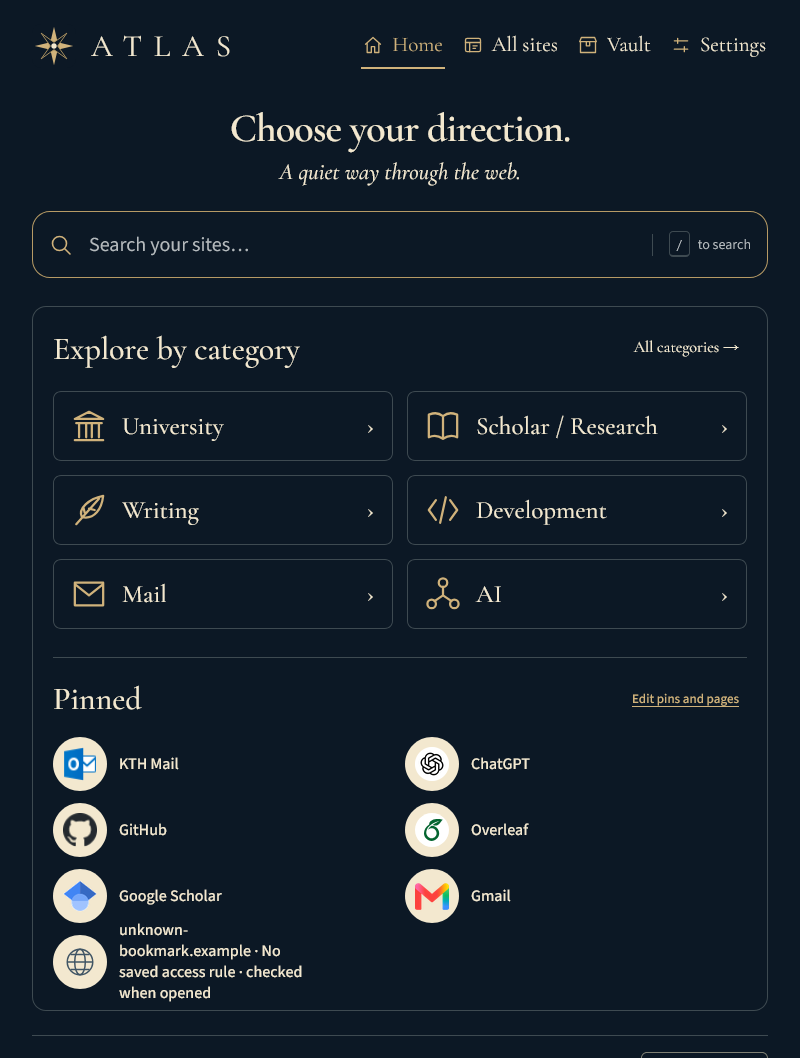 ATLAS
Home
All sites
Vault
Settings
Choose your direction.
A quiet way through the web.
Search your sites…
/ to search
Explore by category
All categories →
University ›
Scholar / Research ›
Writing ›
Development ›
Mail ›
AI ›
Pinned
Edit pins and pages
KTH Mail
ChatGPT
GitHub
Overleaf
Google Scholar
Gmail
unknown-
bookmark.example · No
saved access rule · checked
when opened